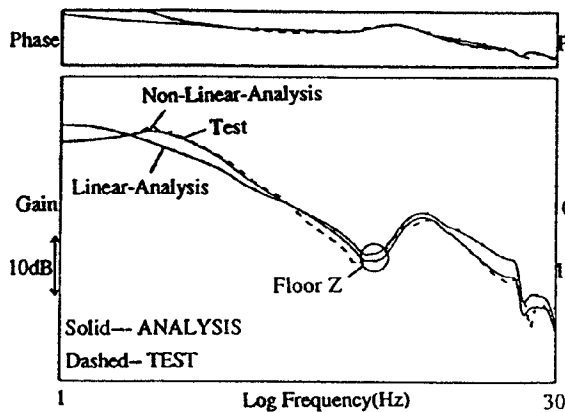 Phase
Non-Linear-Analysis
Test
Linear-Analysis
Gain
10dB
Floor Z
Solid— ANALYSIS
Dashed– TEST
1
Log Frequency(Hz)
30